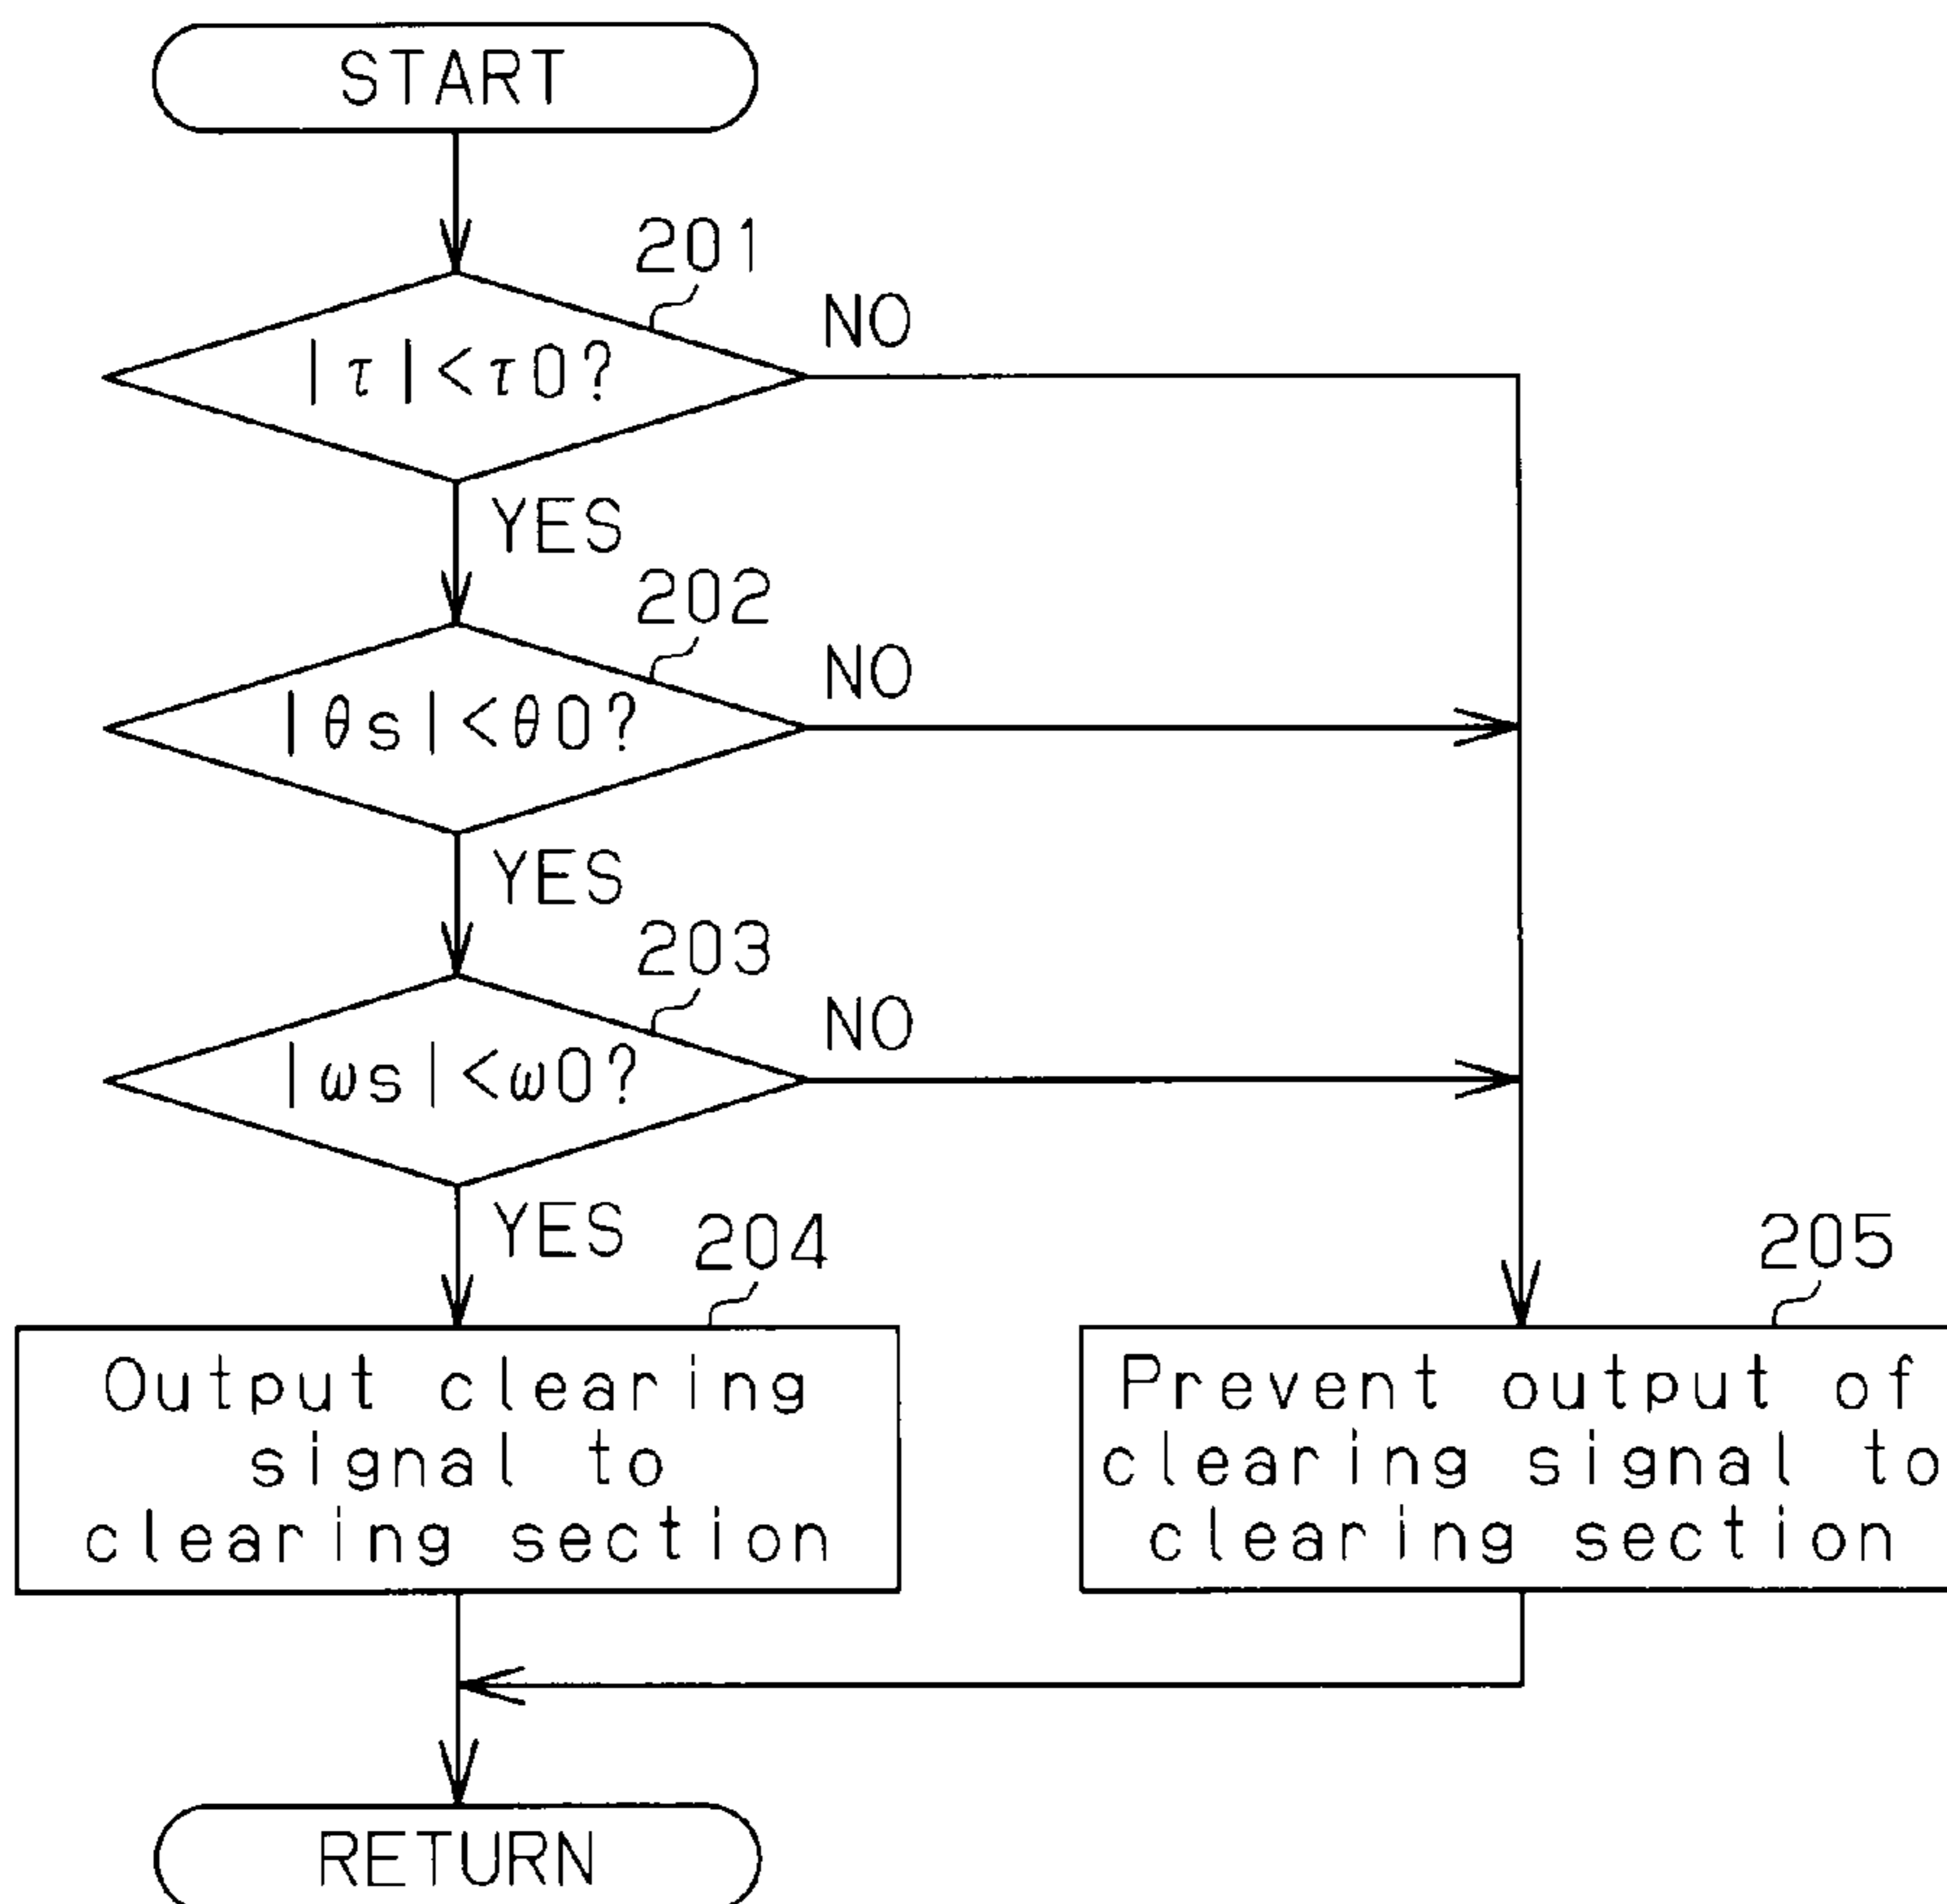 START
201
NO
|τ|<τ0?
YES
202
NO
|θs|<θ0?
YES
203
NO
|ωs|<ω0?
YES
204
205
Output clearing
signal to
clearing section
Prevent output of
clearing signal to
clearing section
RETURN